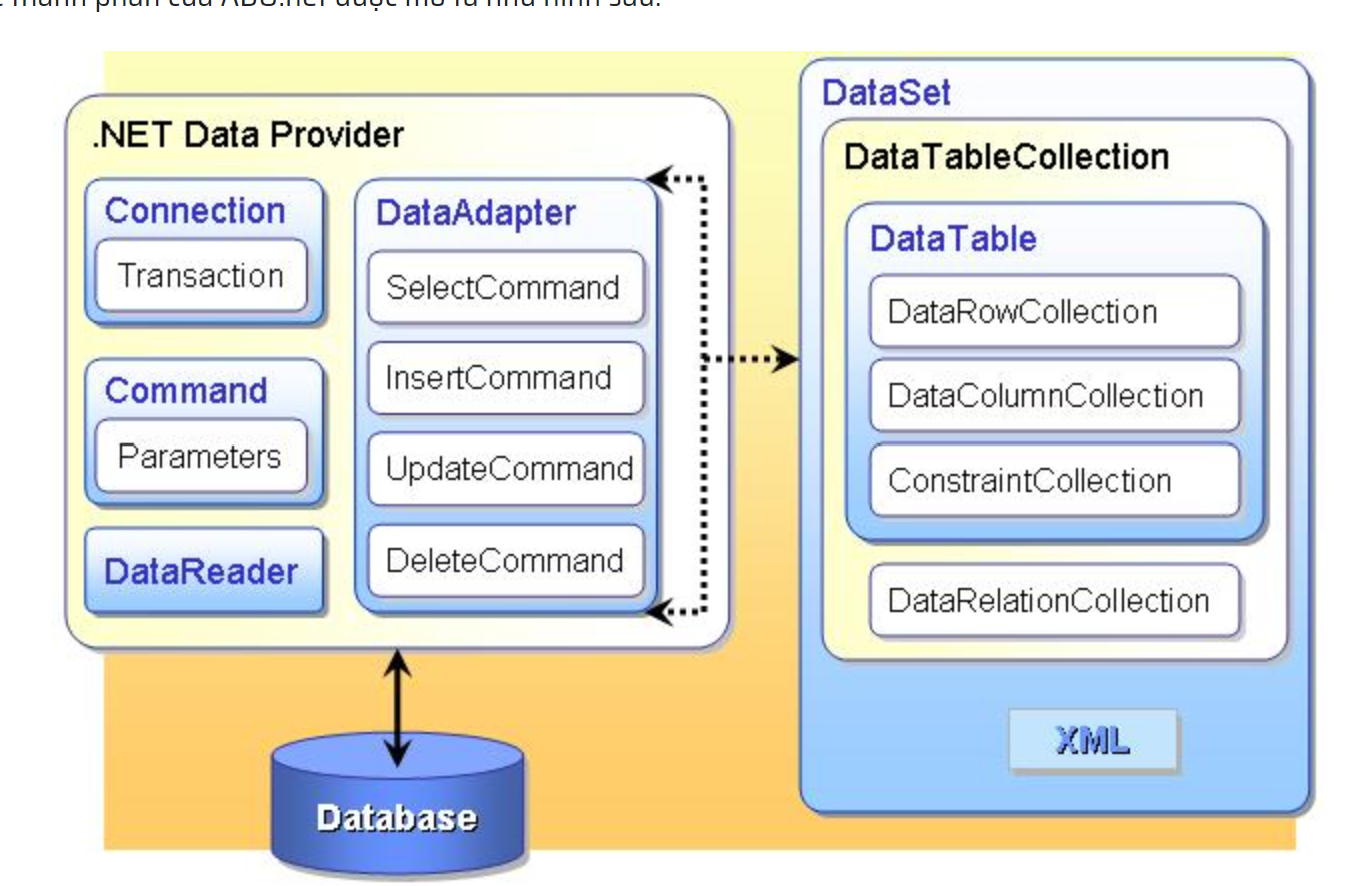 thành phần của ADO.net được mô tả như hình sau:
.NET Data Provider
Connection
Transaction
Command
Parameters
DataReader
DataAdapter
SelectCommand
InsertCommand
UpdateCommand
DeleteCommand
DataSet
DataTableCollection
DataTable
DataRowCollection
DataColumnCollection
ConstraintCollection
DataRelationCollection
XML
Database